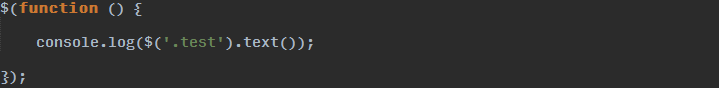 $(function () {
console.log($('.test').text());
});